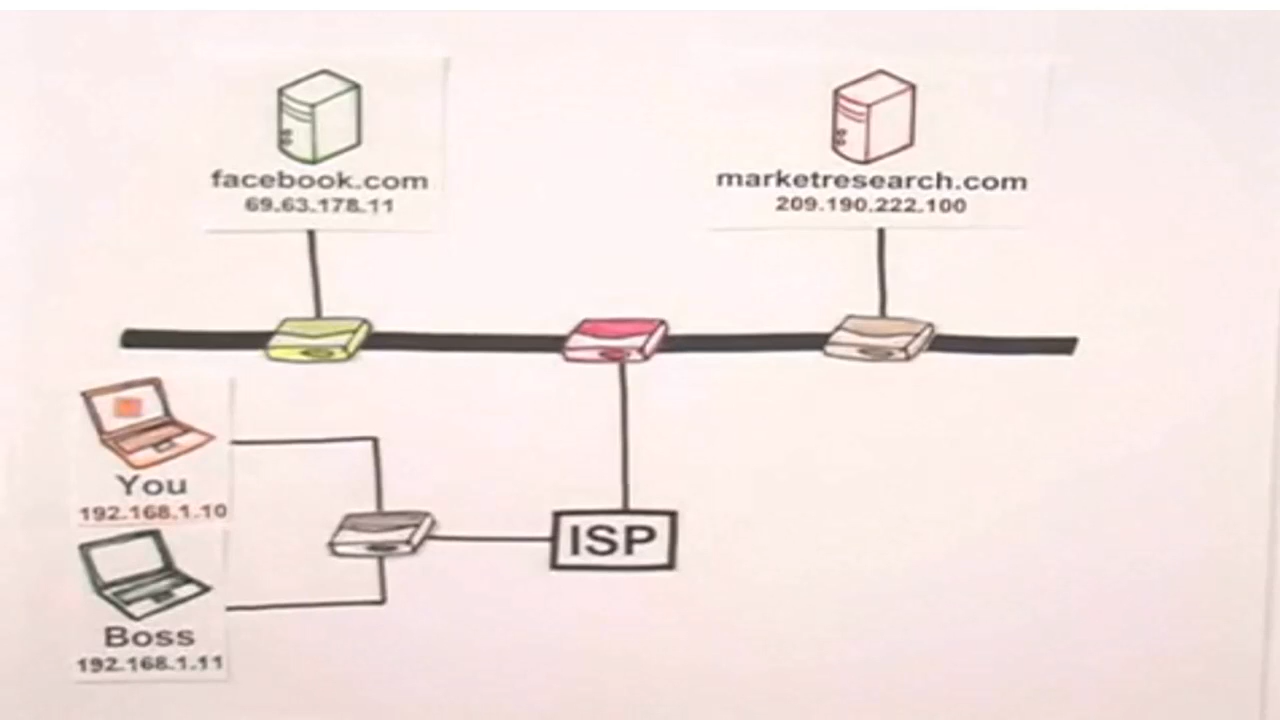 facebook.com
69.63.178.11
marketresearch.com
209.190.222.100
You
192.168.1.10
ISP
Boss
192.168.1.11